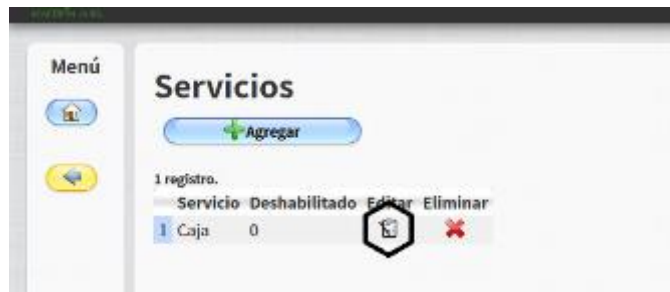 Menú
Servicios
Agregar
1 registro.
Servicio Deshabilitado Editar Eliminar
1 Caja 0